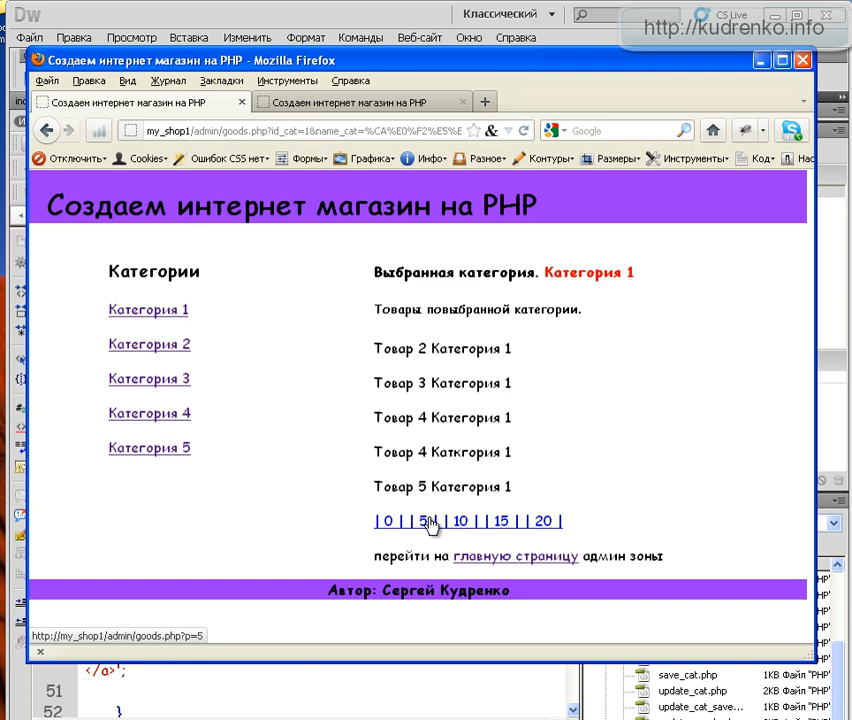 Dw
Классический
CS Live
http://kudrenko.info
Файл Правка Просмотр Вставка Изменить Формат Команды Веб-сайт Окно Справка
Создаем интернет магазин на PHP - Mozilla Firefox
Файл Правка Вид Журнал Закладки Инструменты Справка
Создаем интернет магазин на PHP
Создаем интернет магазин на PHP
my_shop1/admin/goods.php?id_cat=1&name_cat=%CA%E0%F2%E5%E
Google
Отключить Cookies Ошибок CSS нет Формы Графика Инфо Разное Контуры Размеры Инструменты Код Нас
Создаем интернет магазин на PHP
Категории
Категория 1
Категория 2
Категория 3
Категория 4
Категория 5
Выбранная категория. Категория 1
Товары повыбранной категории.
Товар 2 Категория 1
Товар 3 Категория 1
Товар 4 Категория 1
Товар 4 Каткгория 1
Товар 5 Категория 1
| 0 | | 5 | | 10 | | 15 | | 20 |
перейти на главную страницу админ зоны
Автор: Сергей Кудренко
http://my_shop1/admin/goods.php?p=5
</a>';
51
52 }
save_cat.php 1KB Файл "PHP"
update_cat.php 2KB Файл "PHP"
update_cat_save... 1KB Файл "PHP"